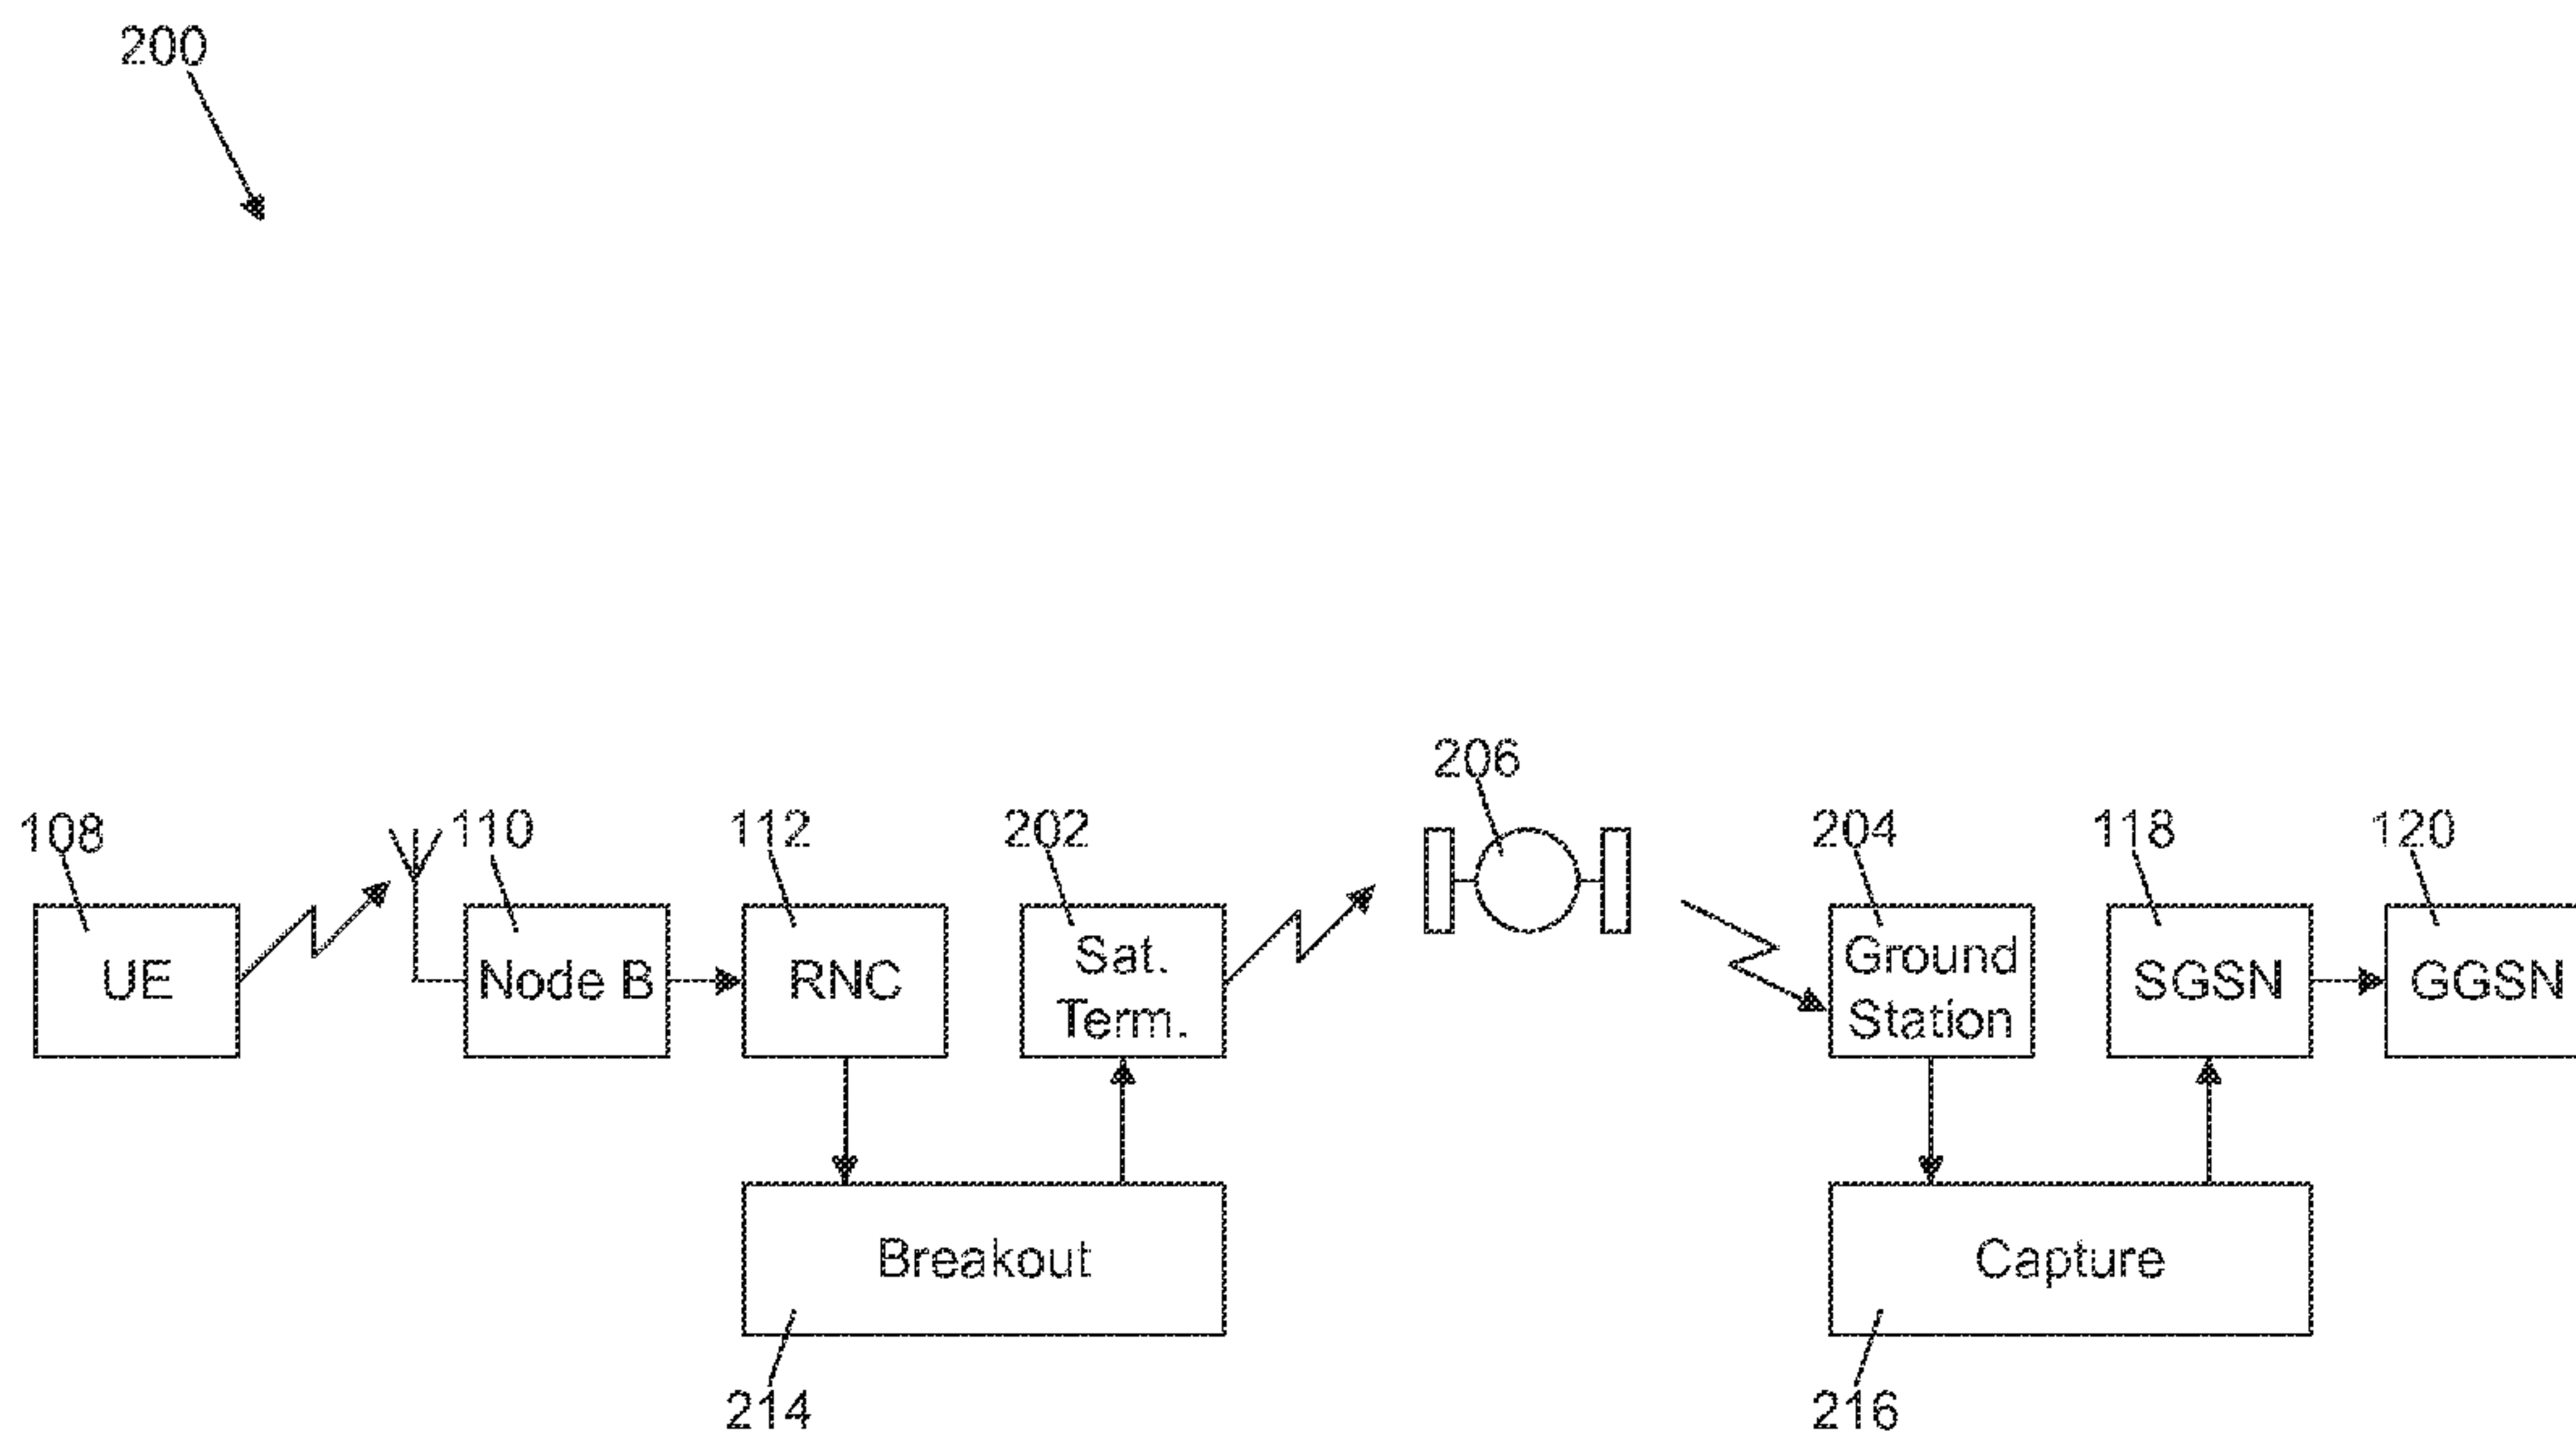 200
206
108
110
112
202
204
118
120
UE
Node B
RNC
Sat.
Term.
Ground
Station
SGSN
GGSN
Breakout
Capture
214
216